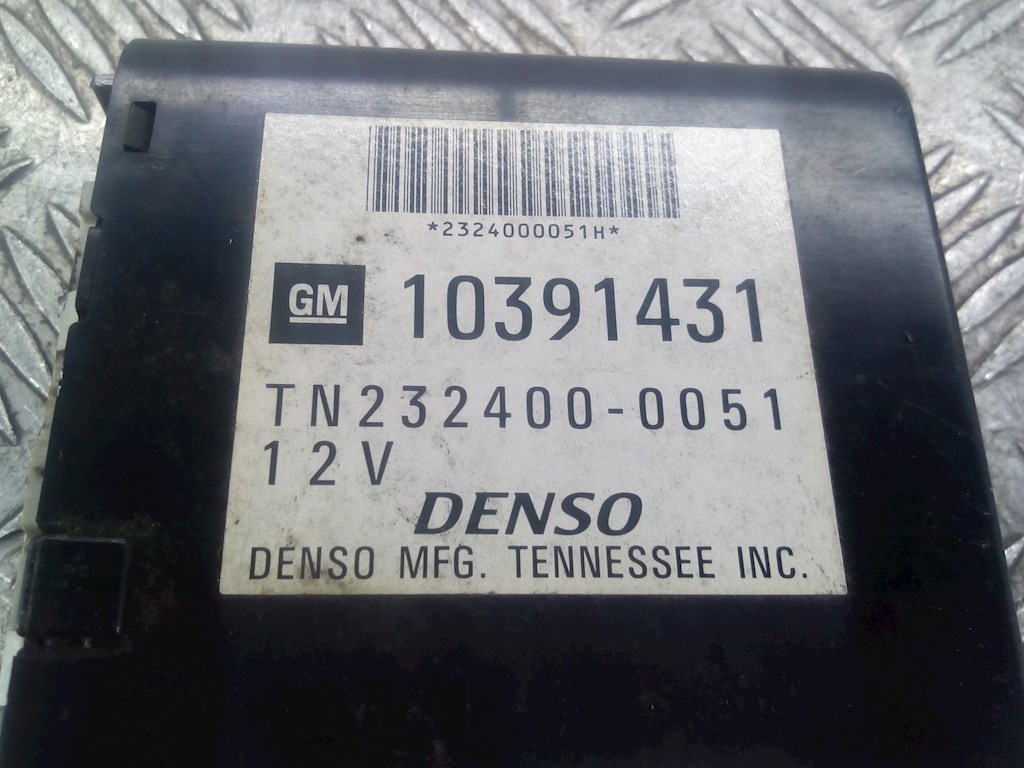 *2324000051H*
GM 10391431
TN232400-0051
12V
DENSO
DENSO MFG. TENNESSEE INC.